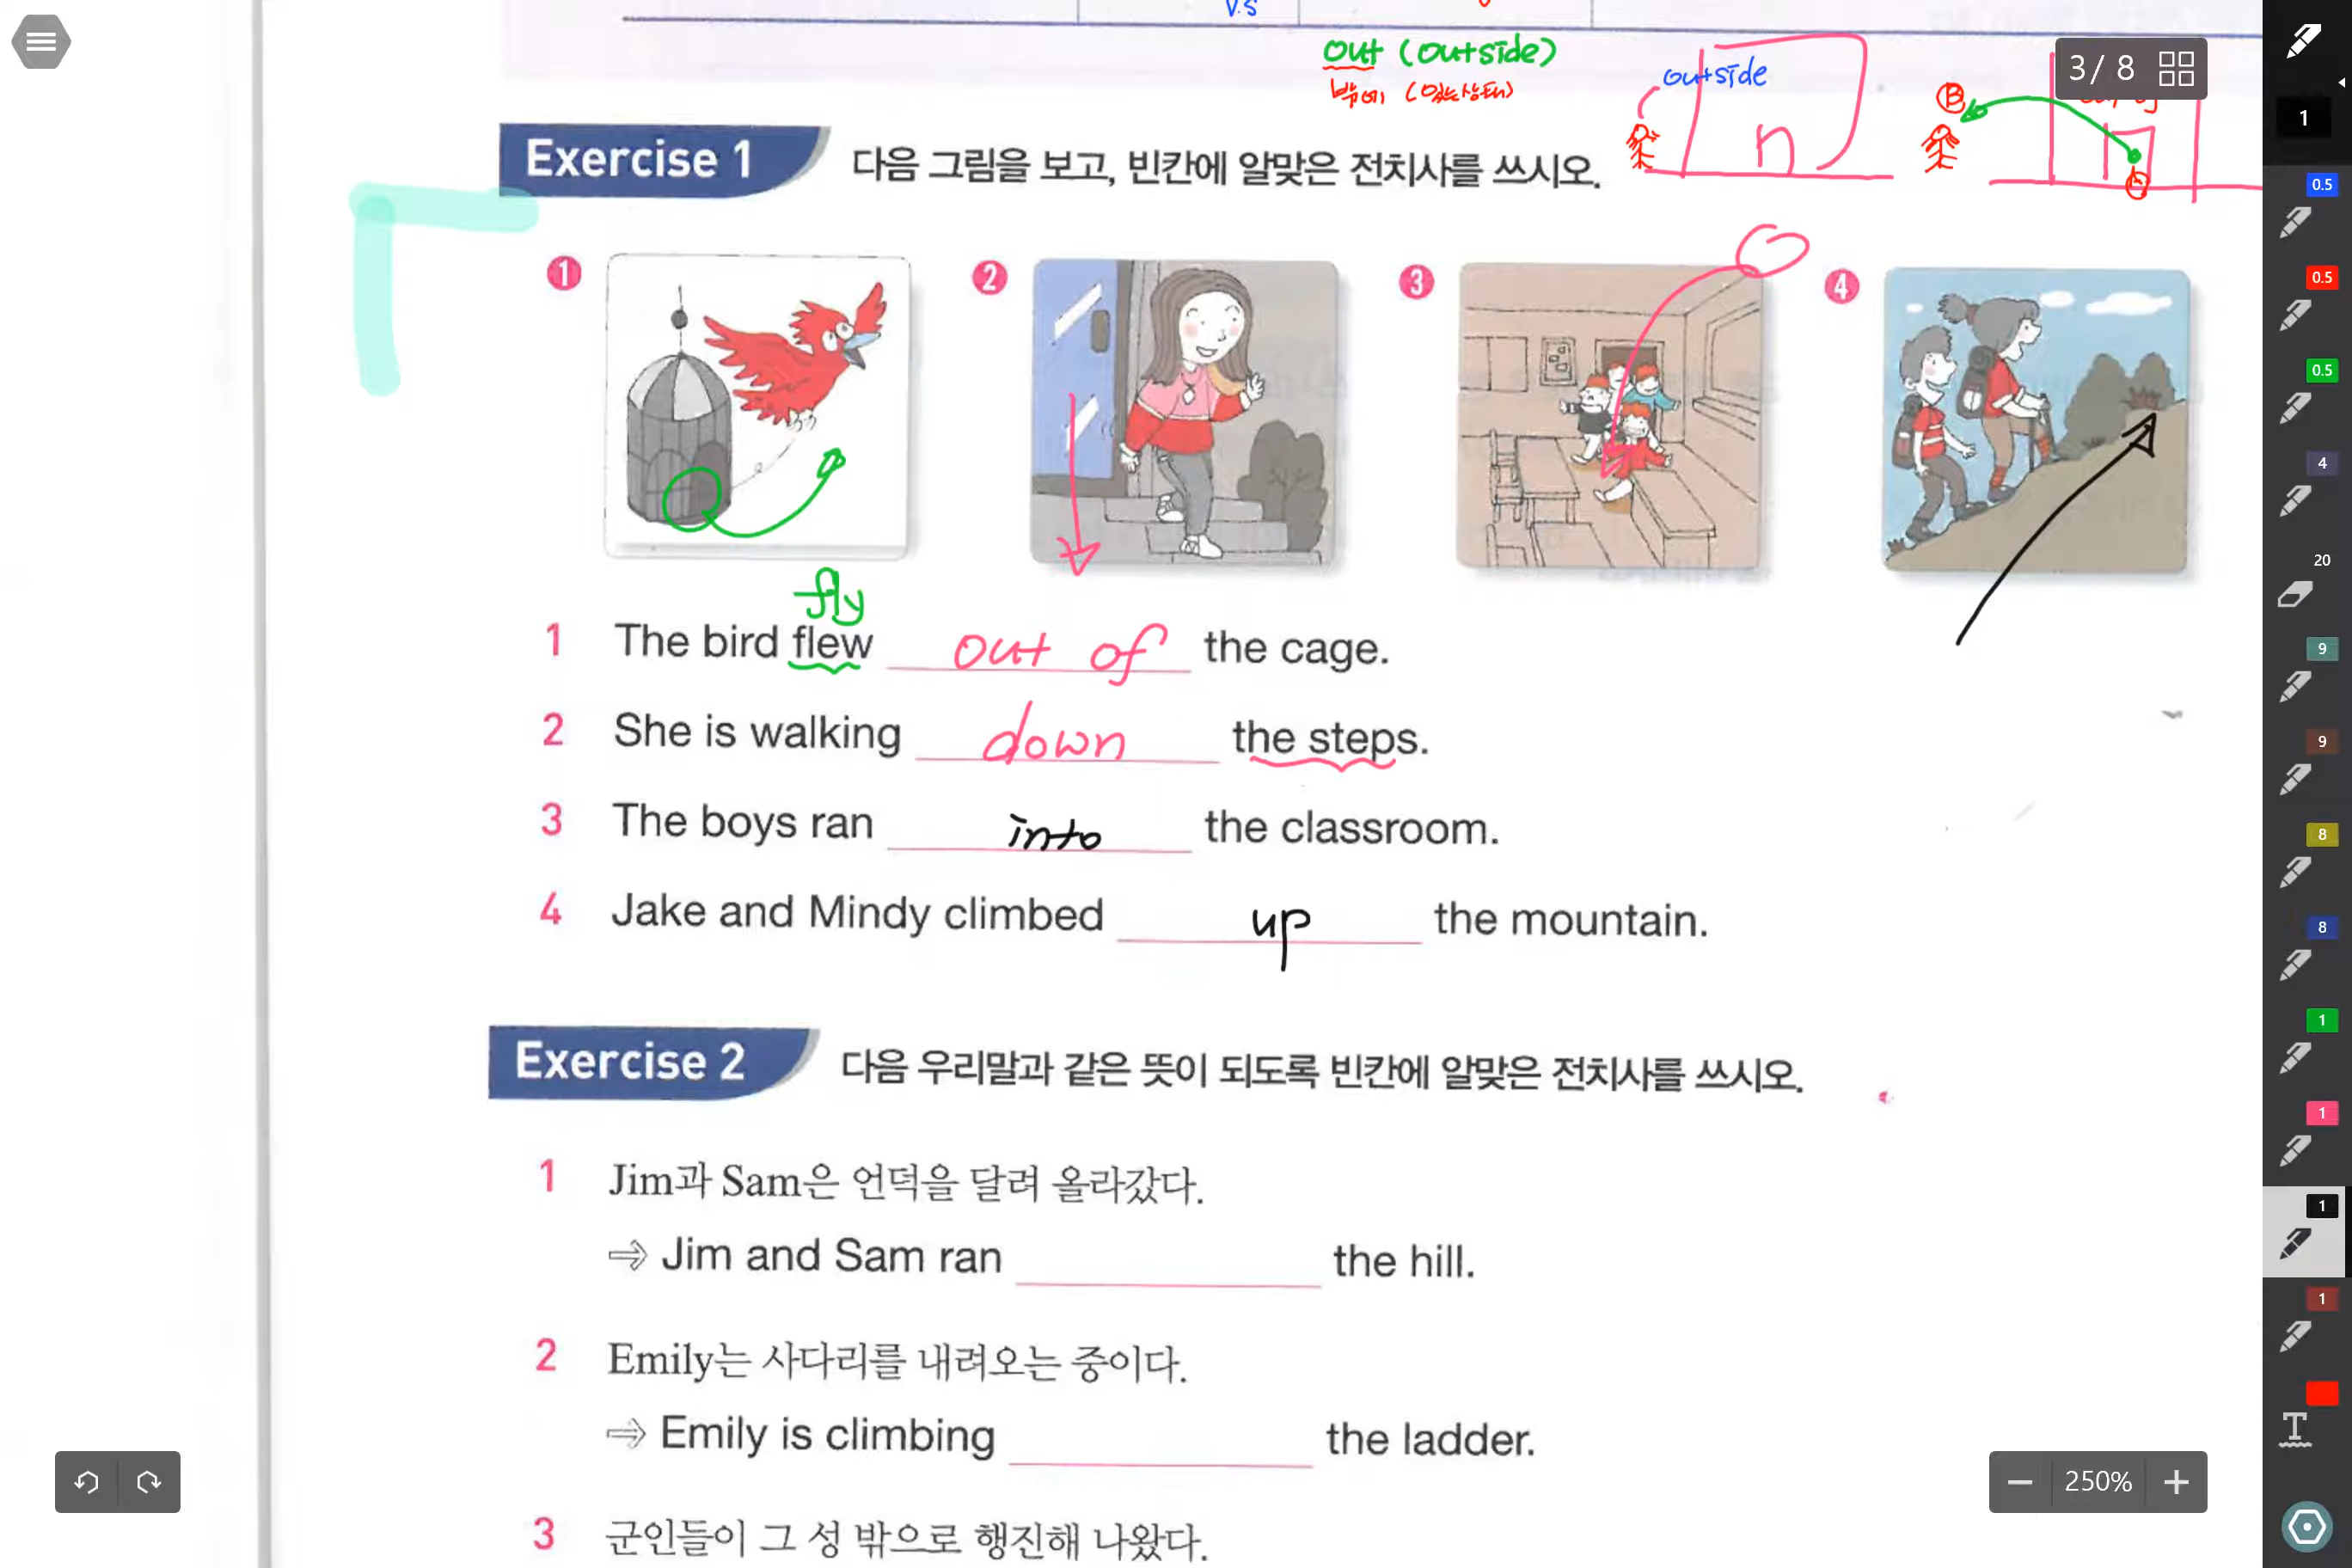 v.s
out (outside)
밖에 (있는상태)
outside
B
3 / 8
Exercise 1 다음 그림을 보고, 빈칸에 알맞은 전치사를 쓰시오.
1 2 3 4
fly
1 The bird flew out of the cage.
2 She is walking down the steps.
3 The boys ran into the classroom.
4 Jake and Mindy climbed up the mountain.
Exercise 2 다음 우리말과 같은 뜻이 되도록 빈칸에 알맞은 전치사를 쓰시오.
1 Jim과 Sam은 언덕을 달려 올라갔다.
⇨ Jim and Sam ran the hill.
2 Emily는 사다리를 내려오는 중이다.
⇨ Emily is climbing the ladder.
3 군인들이 그 성 밖으로 행진해 나왔다.
250%
1
0.5
0.5
0.5
4
20
9
9
8
8
1
1
1
1
T